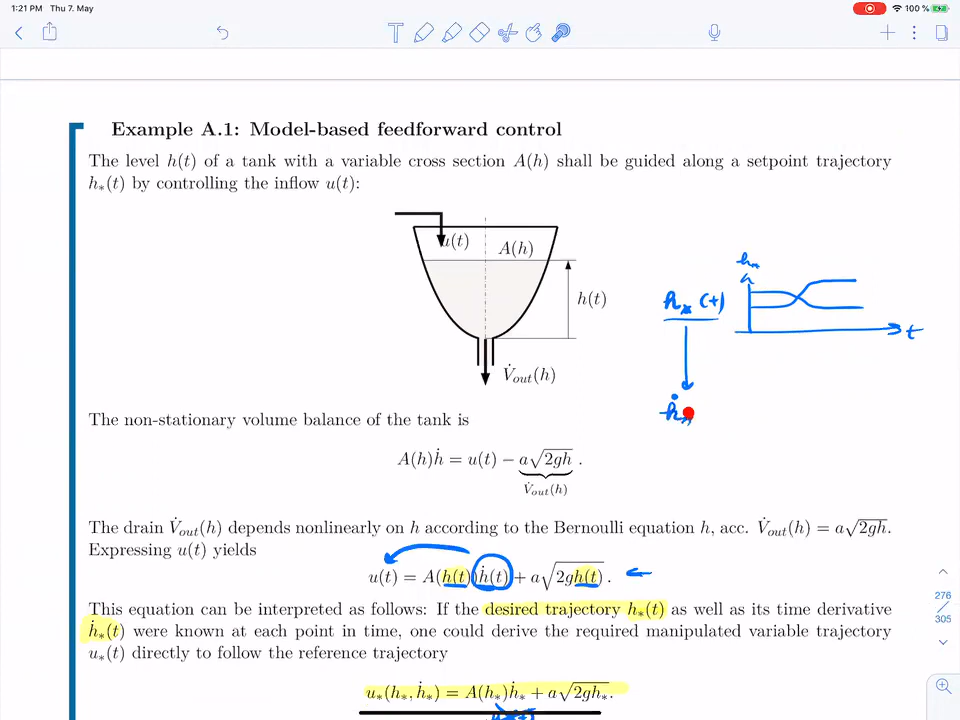 1:21 PM Thu 7. May
100 %
T
Example A.1: Model-based feedforward control
The level h(t) of a tank with a variable cross section A(h) shall be guided along a setpoint trajectory
h∗(t) by controlling the inflow u(t):
u(t)
A(h)
h(t)
V̇out(h)
h∗(t)
h∗
t
ḣ∗
The non-stationary volume balance of the tank is
A(h)ḣ = u(t) − a√2gh .
V̇out(h)
The drain V̇out(h) depends nonlinearly on h according to the Bernoulli equation h, acc. V̇out(h) = a√2gh.
Expressing u(t) yields
u(t) = A(h(t))ḣ(t) + a√2gh(t) .
This equation can be interpreted as follows: If the desired trajectory h∗(t) as well as its time derivative
ḣ∗(t) were known at each point in time, one could derive the required manipulated variable trajectory
u∗(t) directly to follow the reference trajectory
u∗(h∗, ḣ∗) = A(h∗)ḣ∗ + a√2gh∗.
276
305